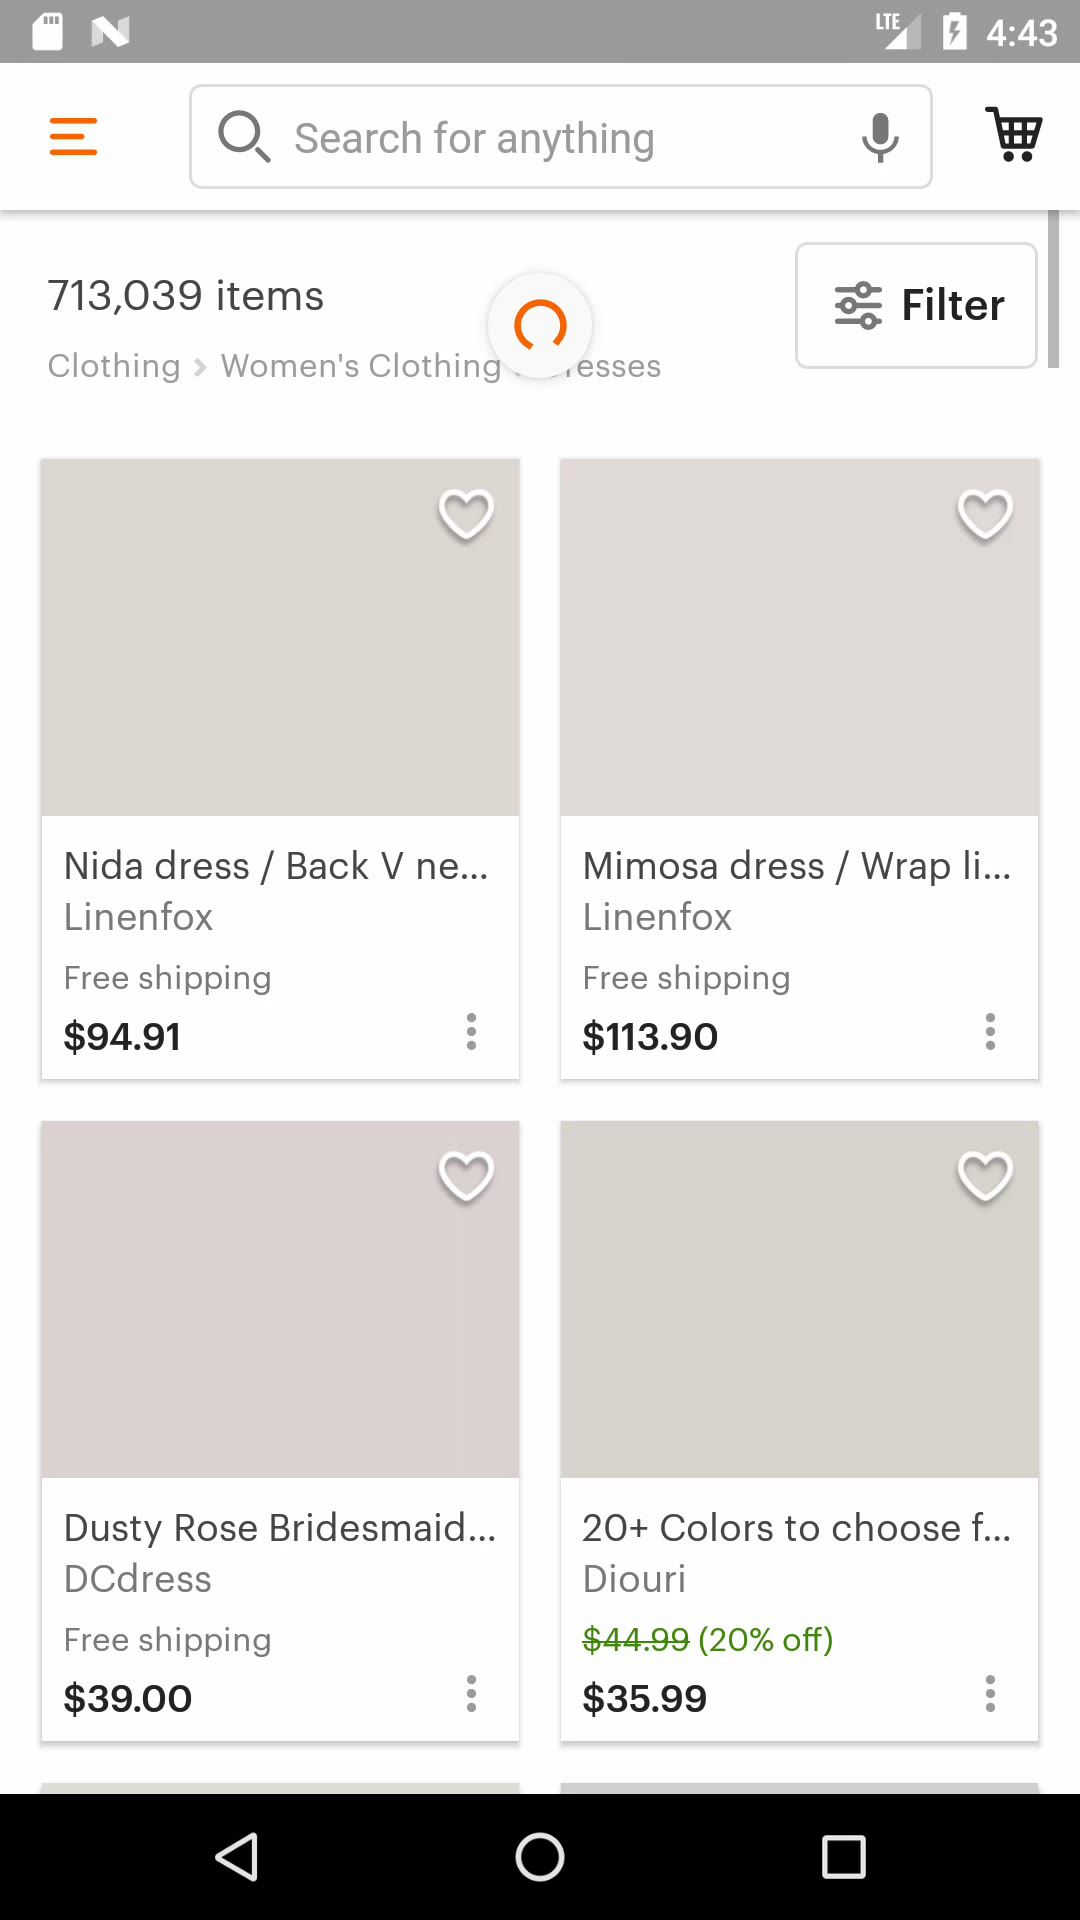 LTE 4:43
Search for anything
713,039 items
Filter
Clothing > Women's Clothing
Nida dress / Back V ne...
Linenfox
Free shipping
$94.91
Mimosa dress / Wrap li...
Linenfox
Free shipping
$113.90
Dusty Rose Bridesmaid...
DCdress
Free shipping
$39.00
20+ Colors to choose f...
Diouri
$44.99 (20% off)
$35.99